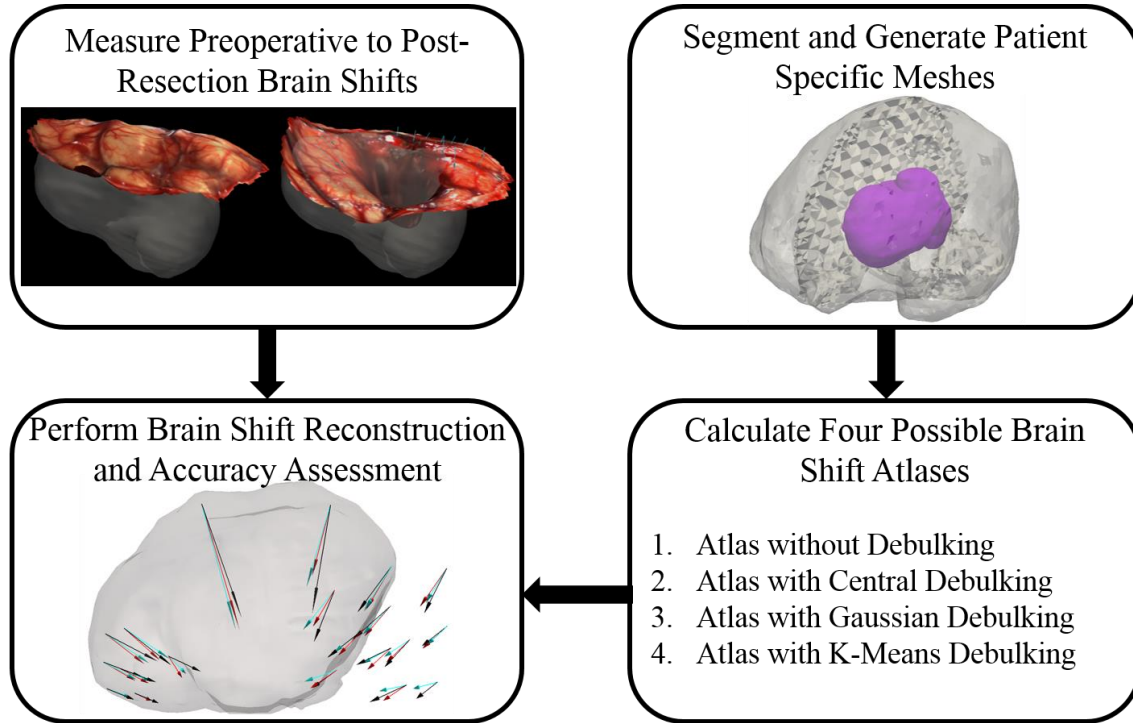 Measure Preoperative to Post-
Resection Brain Shifts
Segment and Generate Patient
Specific Meshes
Perform Brain Shift Reconstruction
and Accuracy Assessment
Calculate Four Possible Brain
Shift Atlases
1. Atlas without Debulking
2. Atlas with Central Debulking
3. Atlas with Gaussian Debulking
4. Atlas with K-Means Debulking